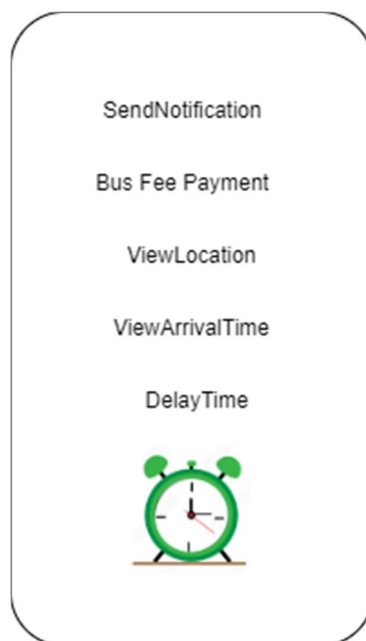 SendNotification
Bus Fee Payment
ViewLocation
ViewArrivalTime
DelayTime